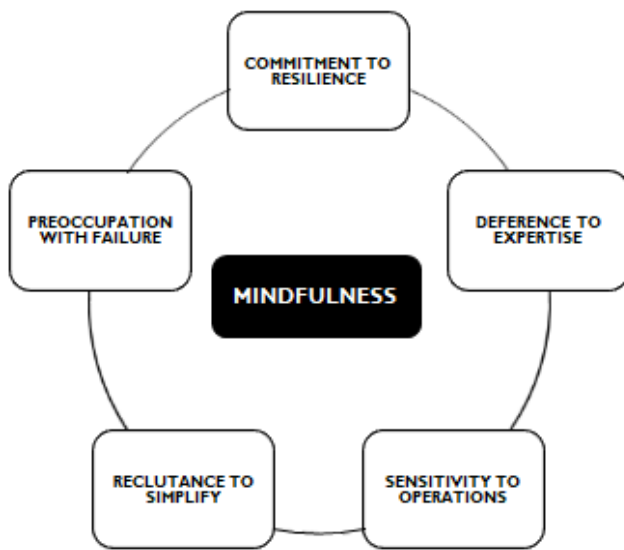 COMMITMENT TO
RESILIENCE
PREOCCUPATION
WITH FAILURE
DEFERENCE TO
EXPERTISE
MINDFULNESS
RECLUTANCE TO
SIMPLIFY
SENSITIVITY TO
OPERATIONS